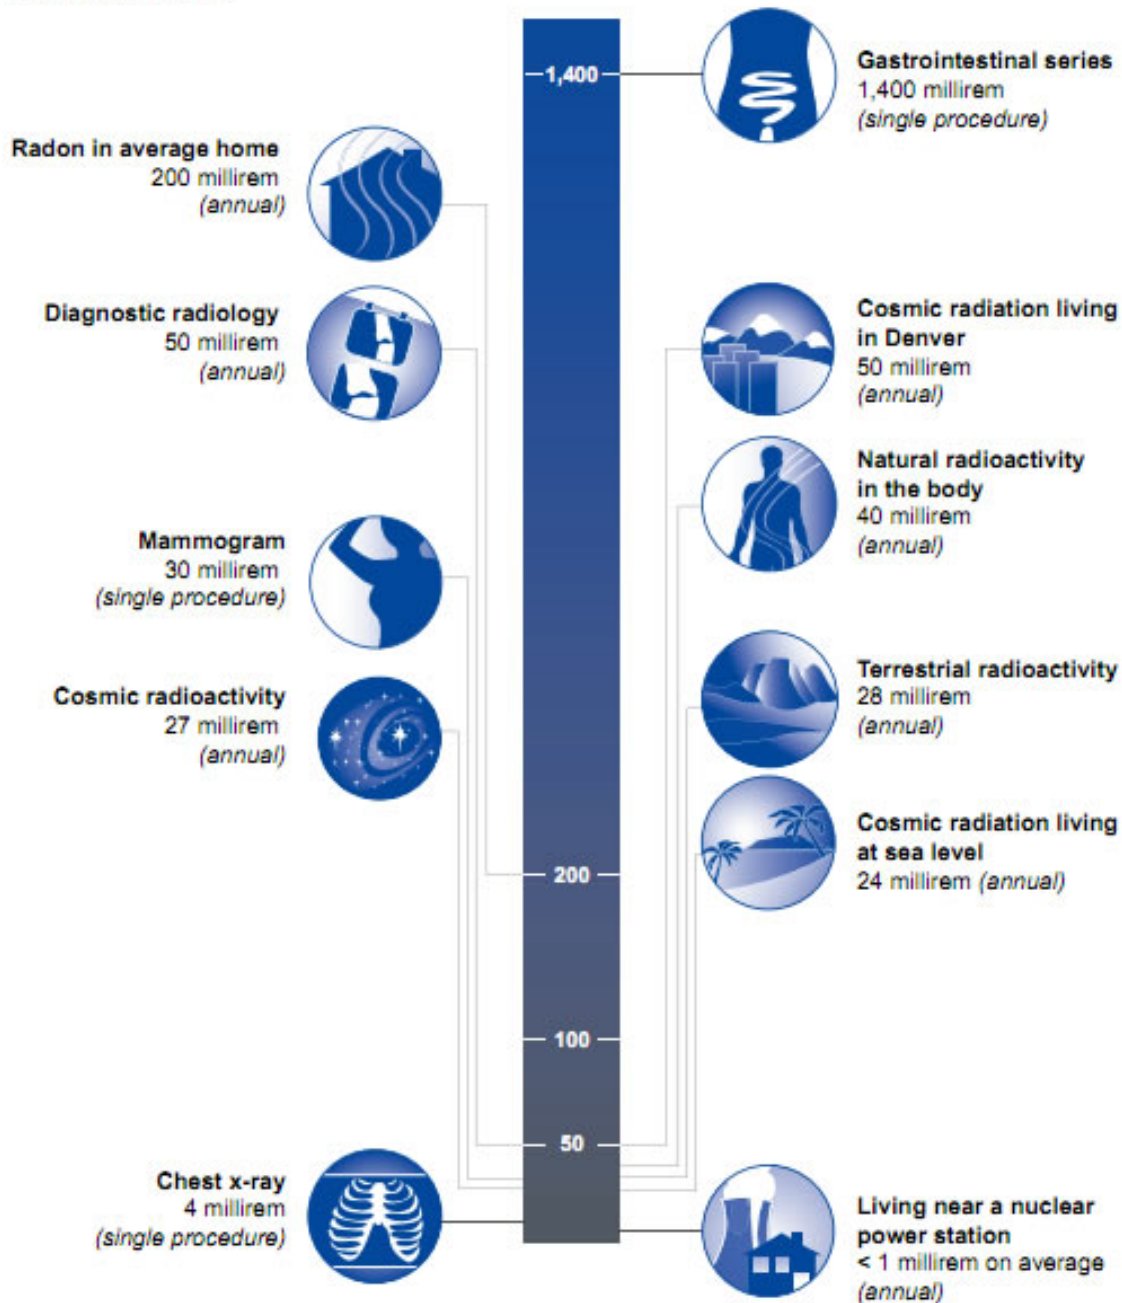 1,400
Gastrointestinal series
1,400 millirem
(single procedure)
Radon in average home
200 millirem
(annual)
Diagnostic radiology
50 millirem
(annual)
Cosmic radiation living
in Denver
50 millirem
(annual)
Natural radioactivity
in the body
40 millirem
(annual)
Mammogram
30 millirem
(single procedure)
Terrestrial radioactivity
28 millirem
(annual)
Cosmic radioactivity
27 millirem
(annual)
Cosmic radiation living
at sea level
24 millirem (annual)
200
100
50
Chest x-ray
4 millirem
(single procedure)
Living near a nuclear
power station
< 1 millirem on average
(annual)